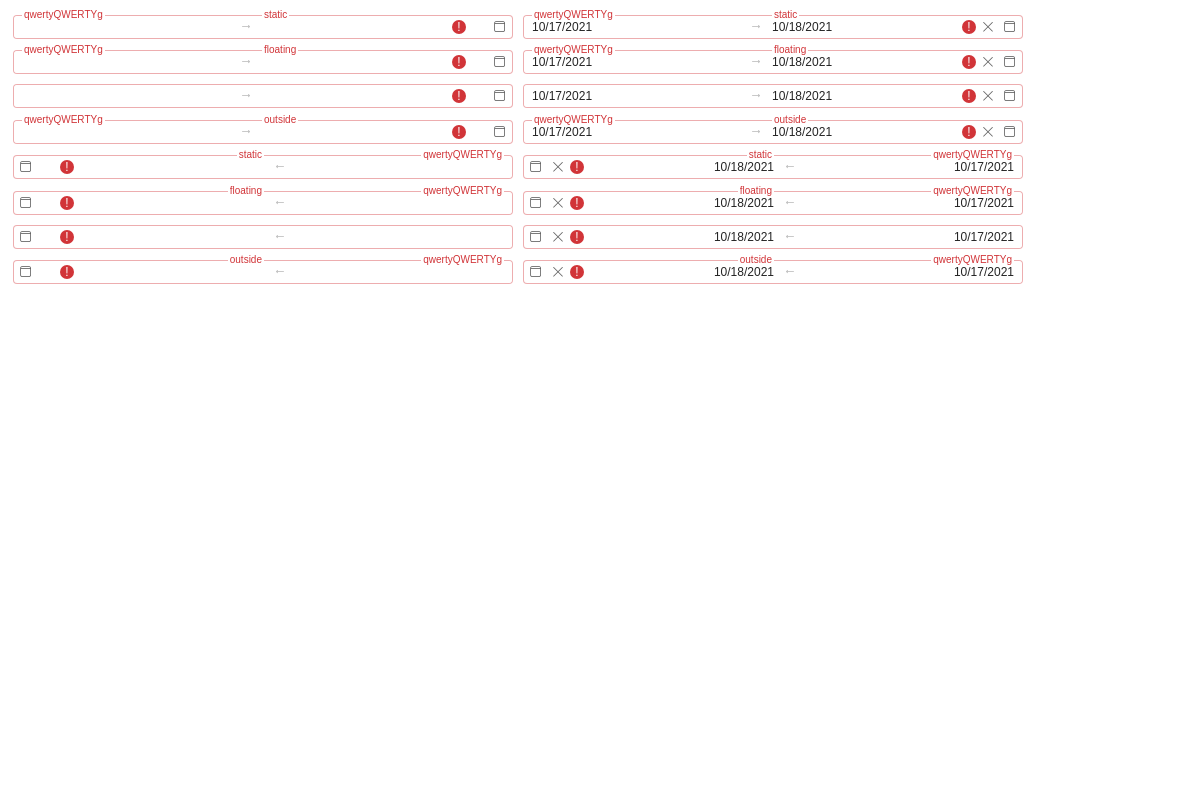 qwertyQWERTYg static qwertyQWERTYg static
→ ! 10/17/2021 → 10/18/2021 !
qwertyQWERTYg floating qwertyQWERTYg floating
→ ! 10/17/2021 → 10/18/2021 !
→ ! 10/17/2021 → 10/18/2021 !
qwertyQWERTYg outside qwertyQWERTYg outside
→ ! 10/17/2021 → 10/18/2021 !
static qwertyQWERTYg static qwertyQWERTYg
! ← ! 10/18/2021 ← 10/17/2021
floating qwertyQWERTYg floating qwertyQWERTYg
! ← ! 10/18/2021 ← 10/17/2021
! ← ! 10/18/2021 ← 10/17/2021
outside qwertyQWERTYg outside qwertyQWERTYg
! ← ! 10/18/2021 ← 10/17/2021